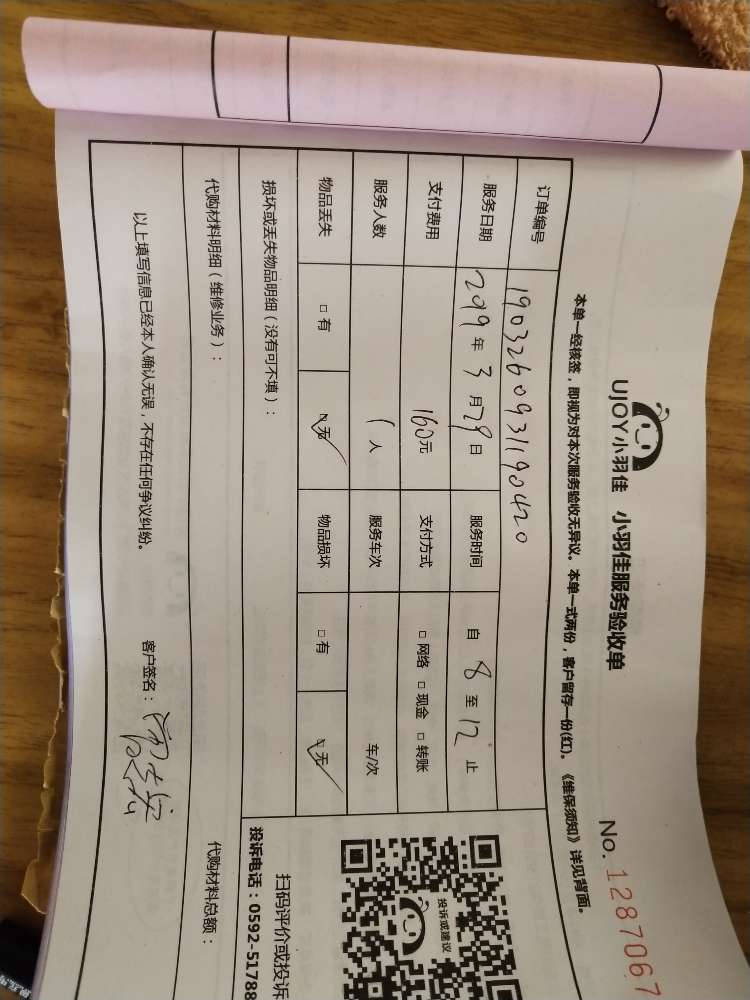 UJOY小羽佳 小羽佳服务验收单
No. 1287067
本单一经核签，即视为对本次服务验收无异议。本单一式两份，客户留存一份(红)。《维保须知》详见背面。
订单编号 190326093119 0420
服务日期 2019年3月29日 服务时间 自 8 至 12 止
支付费用 160元 支付方式 □ 网络 □ 现金 □ 转账
服务人数 1人 服务车次 车/次
物品丢失 □ 有 □ 无 物品损坏 □ 有 □ 无
损坏或丢失物品明细（没有可不填）：
代购材料明细（维修业务）： 代购材料总额：
以上填写信息已经本人确认无误，不存在任何争议纠纷。 客户签名：
投诉或建议
扫码评价或投诉
投诉电话：0592-51788